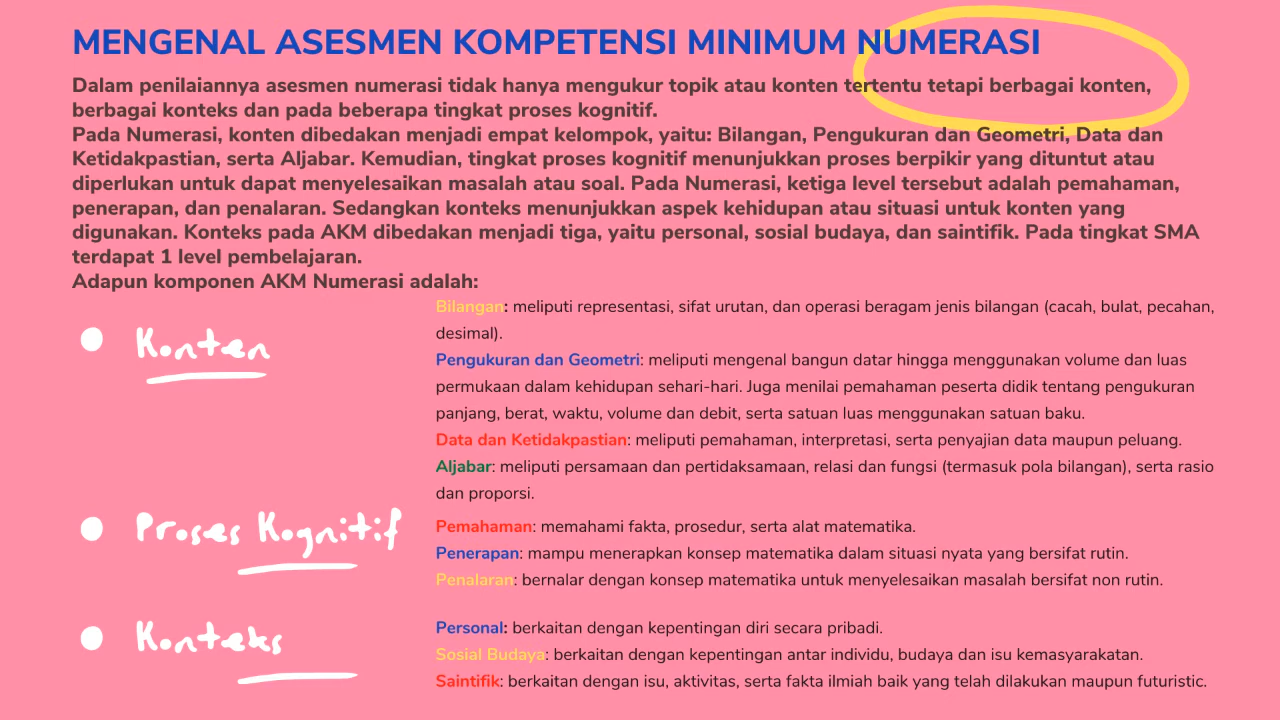 MENGENAL ASESMEN KOMPETENSI MINIMUM NUMERASI
Dalam penilaiannya asesmen numerasi tidak hanya mengukur topik atau konten tertentu tetapi berbagai konten,
berbagai konteks dan pada beberapa tingkat proses kognitif.
Pada Numerasi, konten dibedakan menjadi empat kelompok, yaitu: Bilangan, Pengukuran dan Geometri, Data dan
Ketidakpastian, serta Aljabar. Kemudian, tingkat proses kognitif menunjukkan proses berpikir yang dituntut atau
diperlukan untuk dapat menyelesaikan masalah atau soal. Pada Numerasi, ketiga level tersebut adalah pemahaman,
penerapan, dan penalaran. Sedangkan konteks menunjukkan aspek kehidupan atau situasi untuk konten yang
digunakan. Konteks pada AKM dibedakan menjadi tiga, yaitu personal, sosial budaya, dan saintifik. Pada tingkat SMA
terdapat 1 level pembelajaran.
Adapun komponen AKM Numerasi adalah:
Konten
Bilangan: meliputi representasi, sifat urutan, dan operasi beragam jenis bilangan (cacah, bulat, pecahan,
desimal).
Pengukuran dan Geometri: meliputi mengenal bangun datar hingga menggunakan volume dan luas
permukaan dalam kehidupan sehari-hari. Juga menilai pemahaman peserta didik tentang pengukuran
panjang, berat, waktu, volume dan debit, serta satuan luas menggunakan satuan baku.
Data dan Ketidakpastian: meliputi pemahaman, interpretasi, serta penyajian data maupun peluang.
Aljabar: meliputi persamaan dan pertidaksamaan, relasi dan fungsi (termasuk pola bilangan), serta rasio
dan proporsi.
Proses Kognitif
Pemahaman: memahami fakta, prosedur, serta alat matematika.
Penerapan: mampu menerapkan konsep matematika dalam situasi nyata yang bersifat rutin.
Penalaran: bernalar dengan konsep matematika untuk menyelesaikan masalah bersifat non rutin.
Konteks
Personal: berkaitan dengan kepentingan diri secara pribadi.
Sosial Budaya: berkaitan dengan kepentingan antar individu, budaya dan isu kemasyarakatan.
Saintifik: berkaitan dengan isu, aktivitas, serta fakta ilmiah baik yang telah dilakukan maupun futuristic.